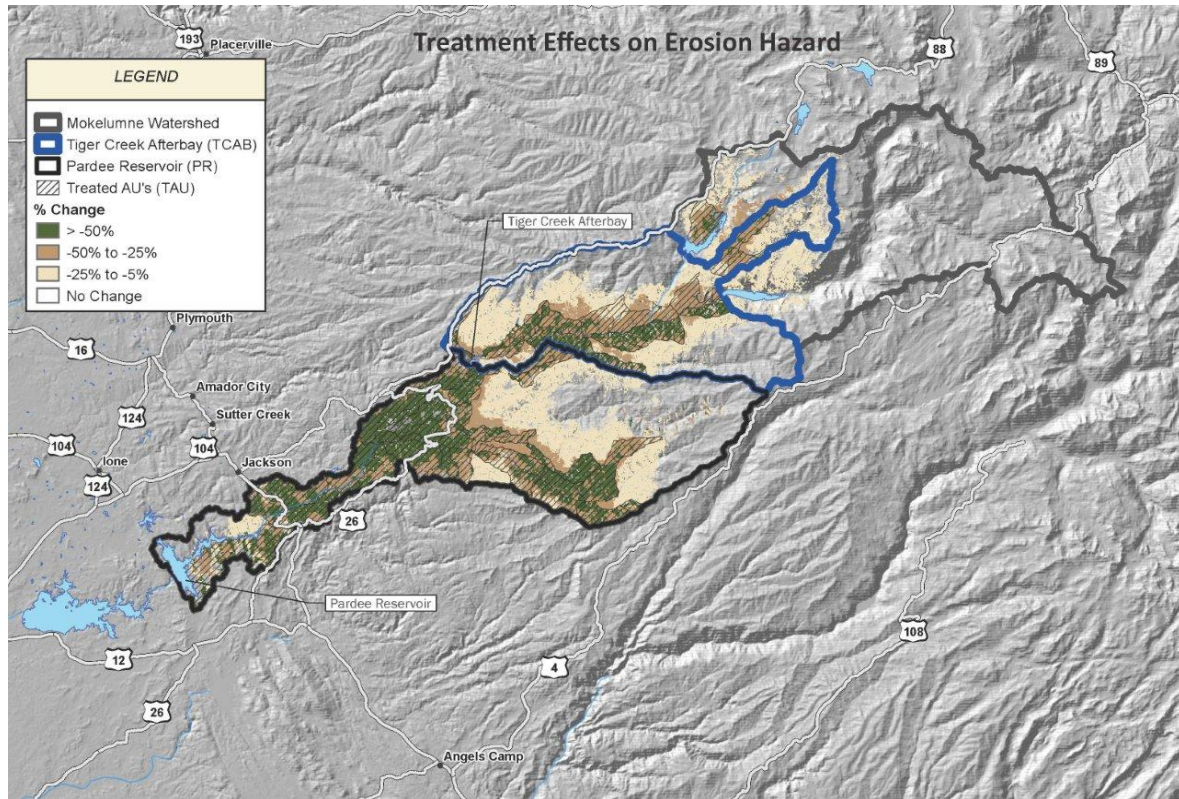 Treatment Effects on Erosion Hazard
193
Placerville
88
89
LEGEND
Mokelumne Watershed
Tiger Creek Afterbay (TCAB)
Pardee Reservoir (PR)
Treated AU's (TAU)
% Change
> -50%
-50% to -25%
-25% to -5%
No Change
Tiger Creek Afterbay
Plymouth
16
Amador City
124
Sutter Creek
104
104
Ione
Jackson
124
26
Pardee Reservoir
12
108
4
26
Angels Camp